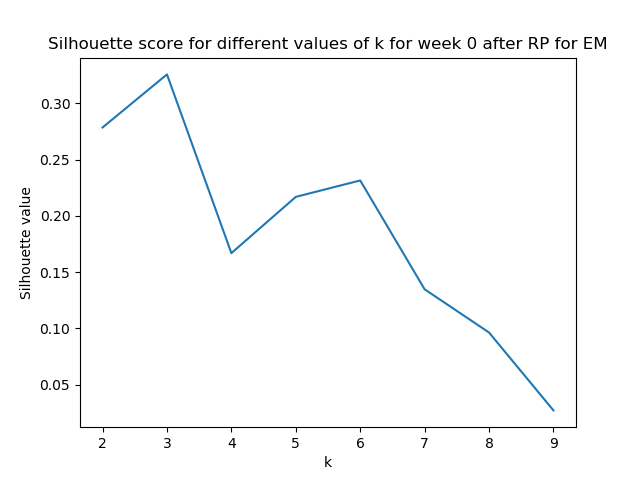 Silhouette score for different values of k for week 0 after RP for EM
0.30
0.25
0.20
0.15
0.10
0.05
Silhouette value
2 3 4 5 6 7 8 9
k